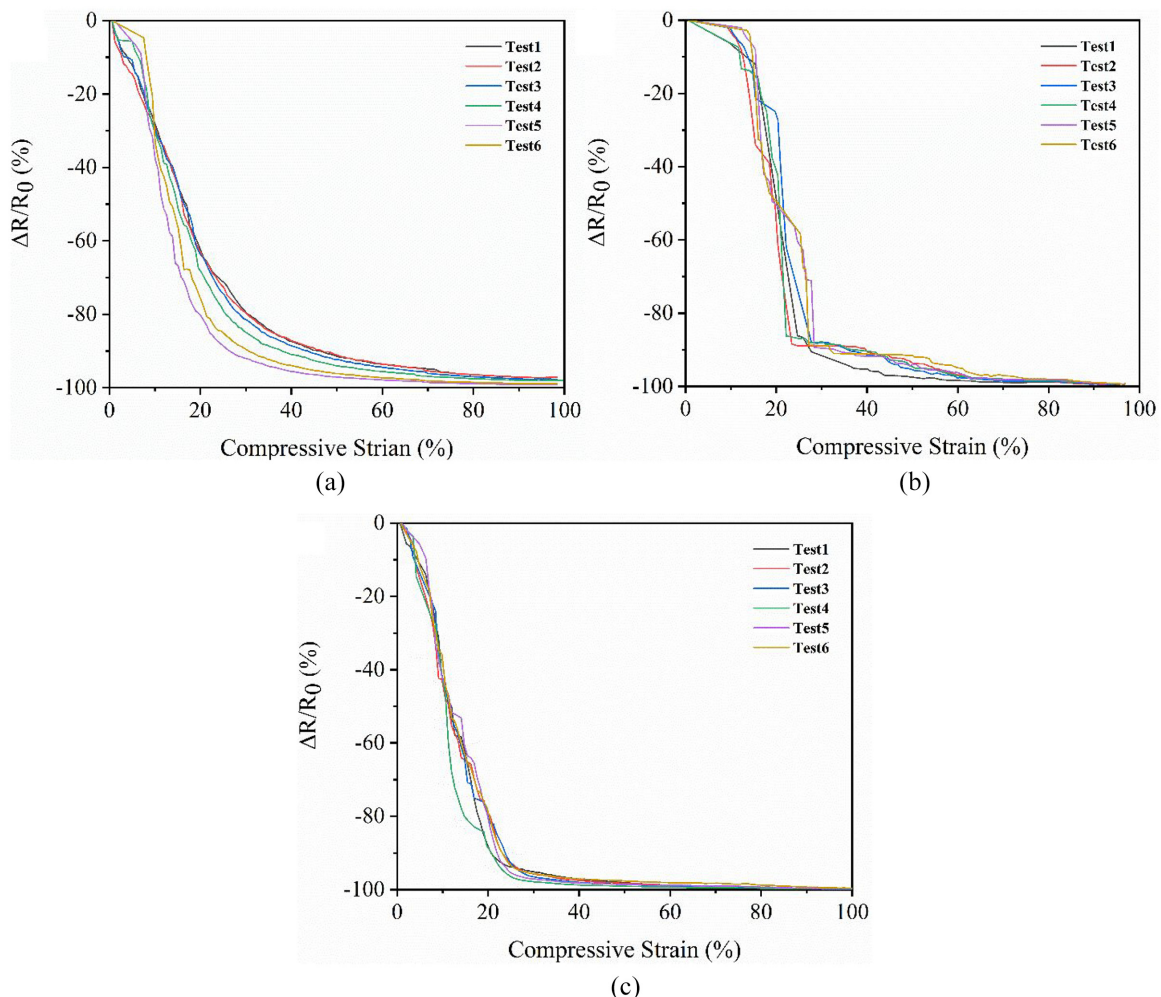 0
-20
-40
-60
-80
-100
ΔR/R0 (%)
Test1
Test2
Test3
Test4
Test5
Test6
0 20 40 60 80 100
Compressive Strian (%)
(a)
0
-20
-40
-60
-80
-100
ΔR/R0 (%)
Test1
Tcst2
Tcst3
Tcst4
Test5
Tcst6
0 20 40 60 80 100
Compressive Strain (%)
(b)
0
-20
-40
-60
-80
-100
ΔR/R0 (%)
Test1
Test2
Test3
Test4
Test5
Test6
0 20 40 60 80 100
Compressive Strain (%)
(c)